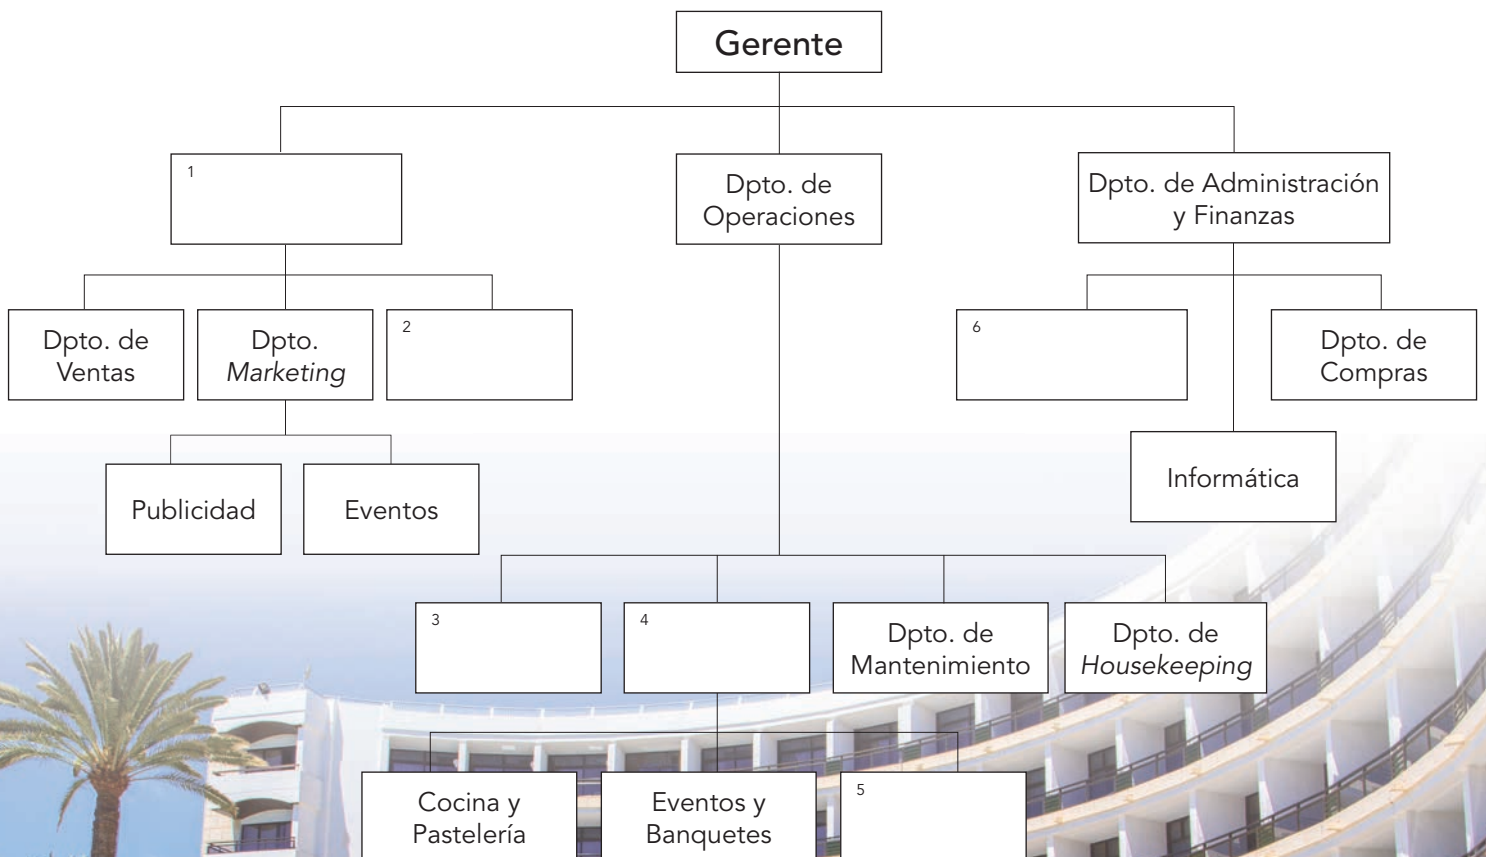 Gerente
1
Dpto. de
Operaciones
Dpto. de Administración
y Finanzas
Dpto. de
Ventas
Dpto.
Marketing
2
6
Dpto. de
Compras
Publicidad
Eventos
Informática
3
4
Dpto. de
Mantenimiento
Dpto. de
Housekeeping
Cocina y
Pastelería
Eventos y
Banquetes
5